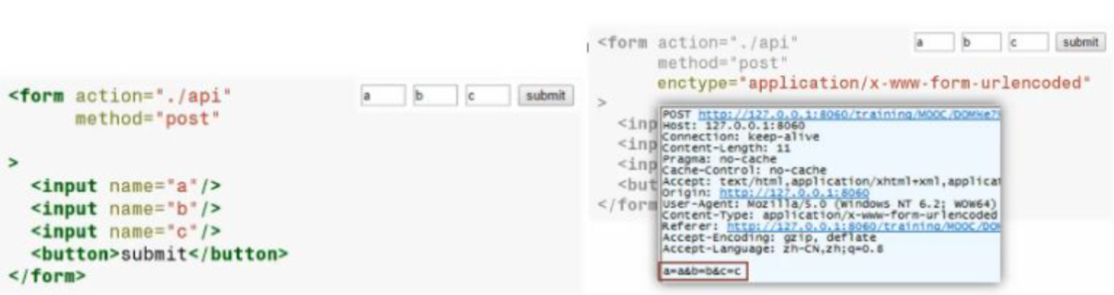 <form action="./api"
method="post"
>
<input name="a"/>
<input name="b"/>
<input name="c"/>
<button>submit</button>
</form>
a b c submit
<form action="./api"
method="post"
enctype="application/x-www-form-urlencoded"
>
<inp
<inp
<inp
<but
</form
a b c submit
POST http://127.0.0.1:8060/training/MOOC/DOM%e7%
Host: 127.0.0.1:8060
Connection: keep-alive
Content-Length: 11
Pragma: no-cache
Cache-Control: no-cache
Accept: text/html,application/xhtml+xml,applicat
Origin: http://127.0.0.1:8060
User-Agent: Mozilla/5.0 (Windows NT 6.2; WOW64)
Content-Type: application/x-www-form-urlencoded
Referer: http://127.0.0.1:8060/training/MOOC/DO
Accept-Encoding: gzip, deflate
Accept-Language: zh-CN,zh;q=0.8
a=a&b=b&c=c